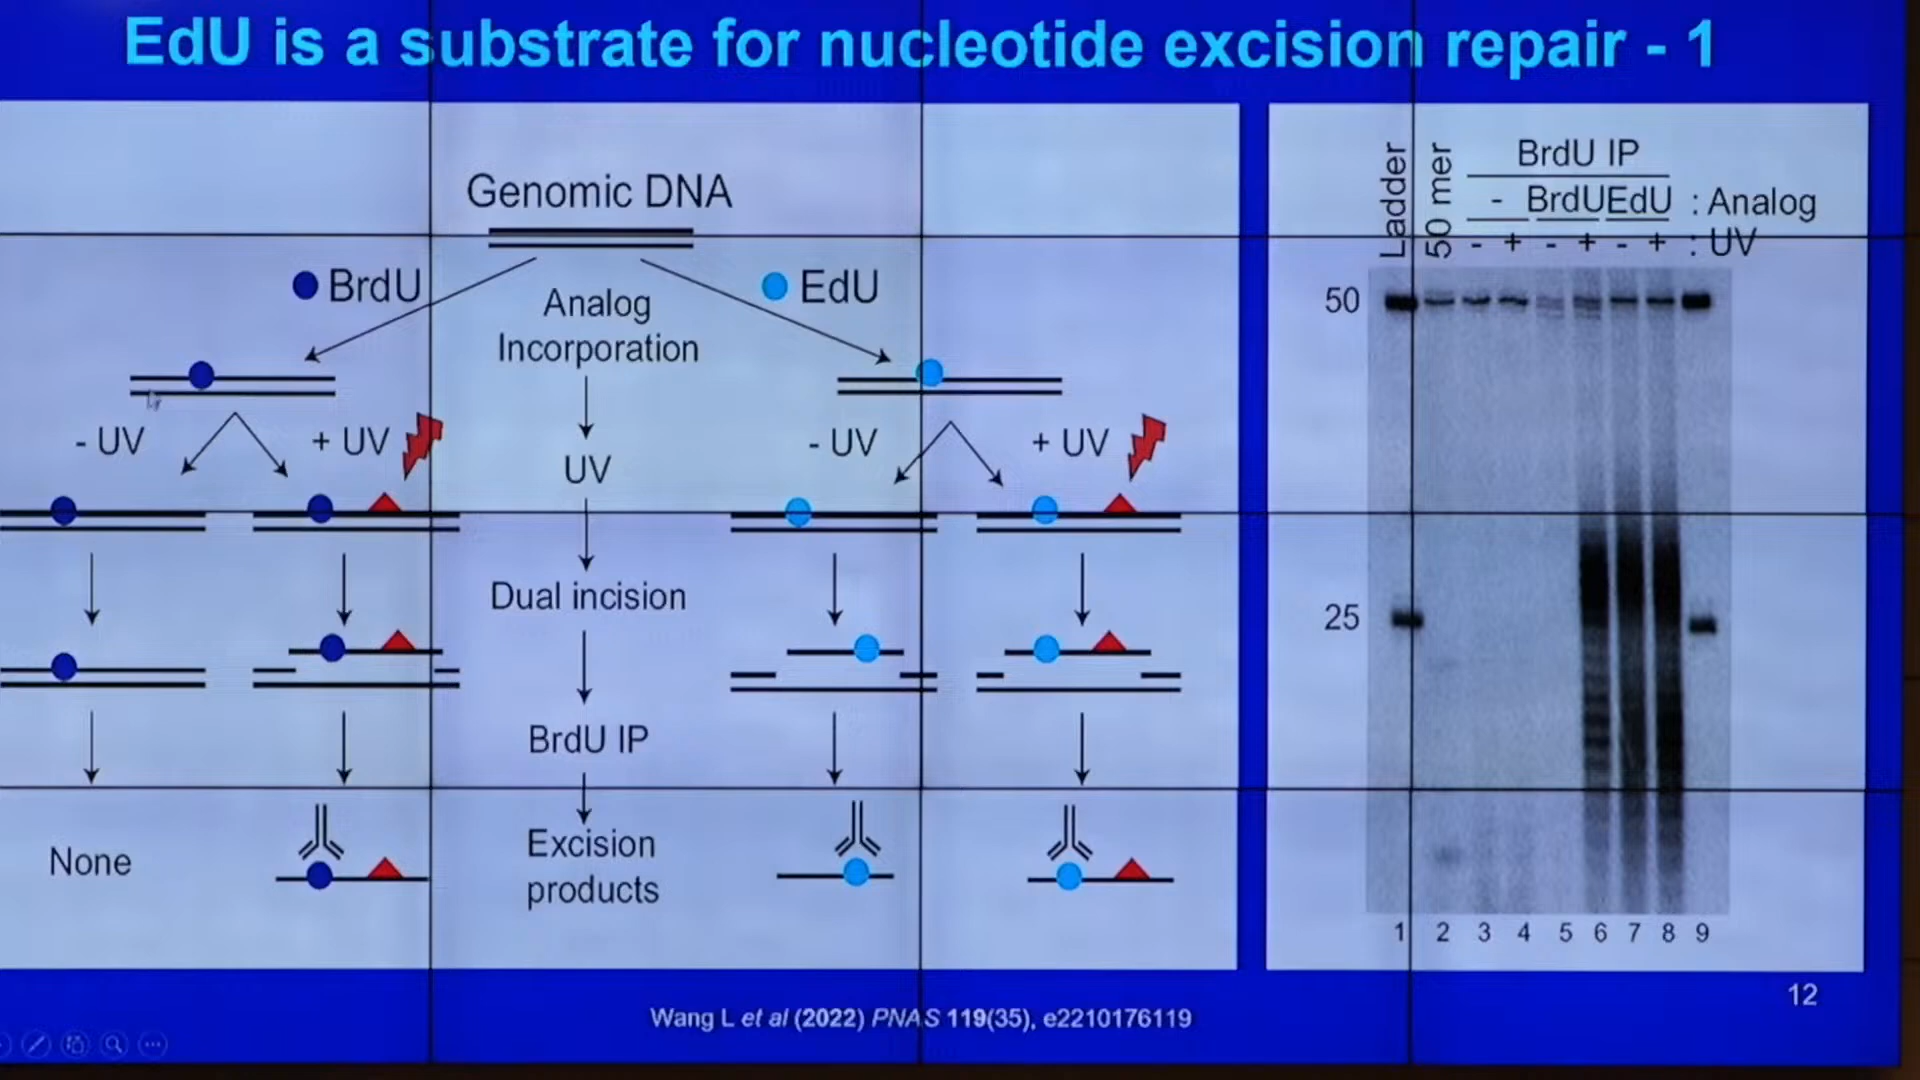 EdU is a substrate for nucleotide excision repair - 1
Genomic DNA
BrdU
EdU
Analog
Incorporation
- UV
+ UV
UV
- UV
+ UV
Dual incision
BrdU IP
None
Excision
products
Ladder
50 mer
BrdU IP
- BrdU EdU : Analog
- + - + - + : UV
50
25
1 2 3 4 5 6 7 8 9
12
Wang L et al (2022) PNAS 119(35), e2210176119